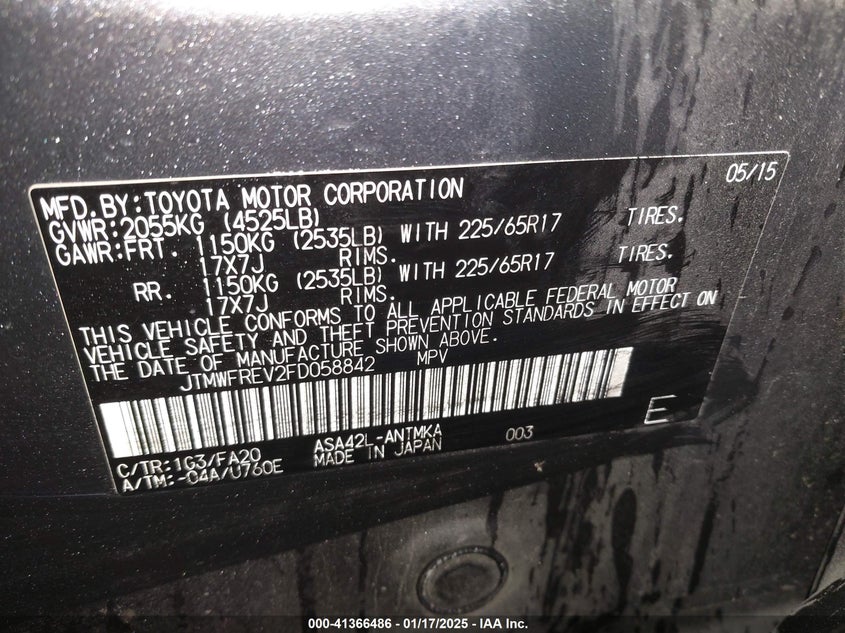 05/15
MFD.BY:TOYOTA MOTOR CORPORATION
GVWR:2055KG (4525LB)
GAWR:FRT. 1150KG (2535LB) WITH 225/65R17 TIRES.
17X7J RIMS.
RR. 1150KG (2535LB) WITH 225/65R17 TIRES.
17X7J RIMS.
THIS VEHICLE CONFORMS TO ALL APPLICABLE FEDERAL MOTOR
VEHICLE SAFETY AND THEFT PREVENTION STANDARDS IN EFFECT ON
THE DATE OF MANUFACTURE SHOWN ABOVE.
JTMWFREV2FD058842 MPV
C/TR:1G3/FA20 ASA42L-ANTMKA 003 E
A/TM:-04A/U760E MADE IN JAPAN
000-41366486 - 01/17/2025 - IAA Inc.